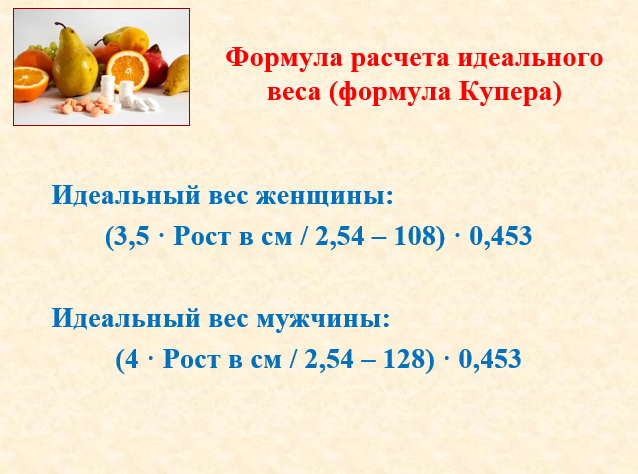 Формула расчета идеального
веса (формула Купера)
Идеальный вес женщины:
(3,5 · Рост в см / 2,54 – 108) · 0,453
Идеальный вес мужчины:
(4 · Рост в см / 2,54 – 128) · 0,453